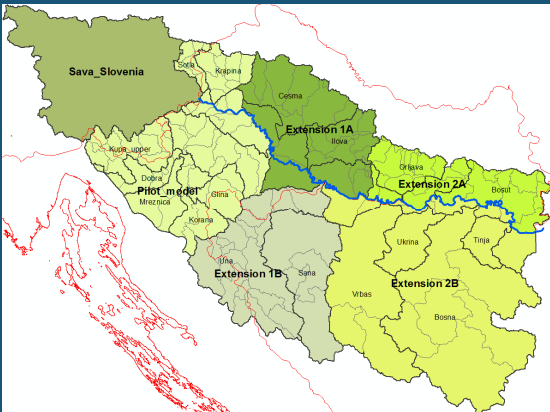 Sava_Slovenia
Sotla
Krapina
Cesma
Extension 1A
Ilova
Kupa_upper
Dobra
Pilot_model
Mreznica
Glina
Korana
Orljava
Extension 2A
Bosut
Una
Extension 1B
Sana
Ukrina
Tinja
Vrbas
Extension 2B
Bosna